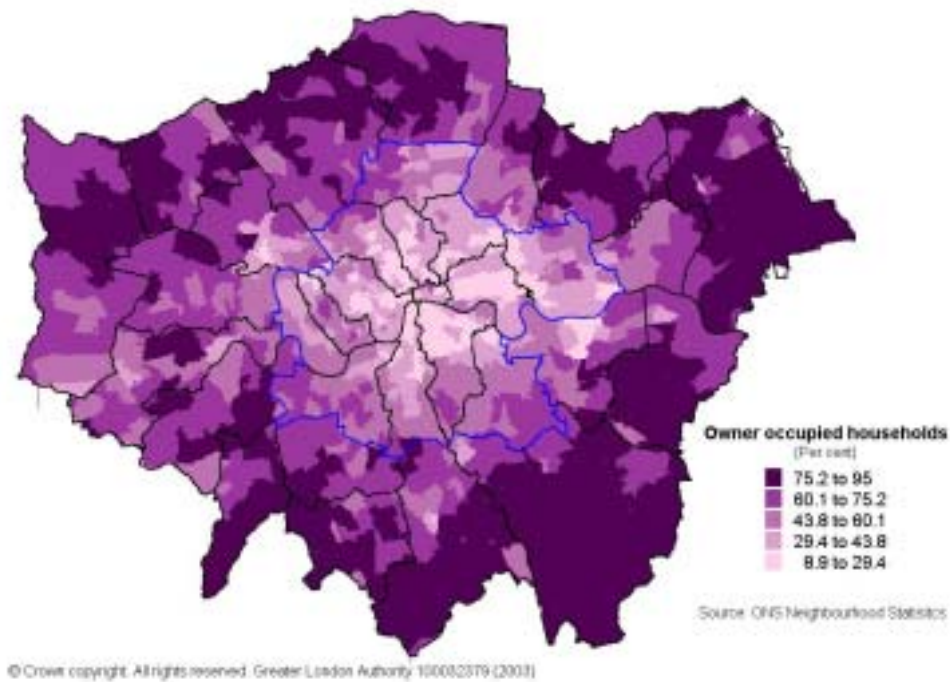 Owner occupied households
(Per cent)
75.2 to 95
60.1 to 75.2
43.8 to 60.1
29.4 to 43.8
8.9 to 29.4
Source: ONS Neighbourhood Statistics
© Crown copyright. All rights reserved. Greater London Authority 100032379 (2003)